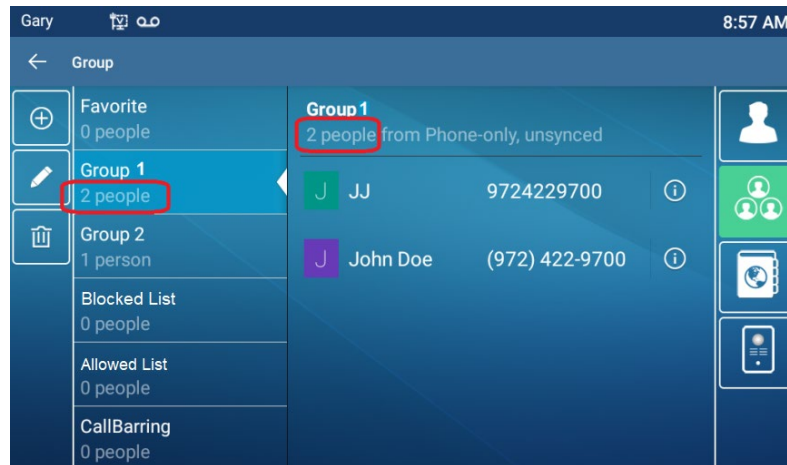 Gary
8:57 AM
Group
Favorite
0 people
Group 1
2 people
Group 2
1 person
Blocked List
0 people
Allowed List
0 people
CallBarring
0 people
Group 1
2 people from Phone-only, unsynced
J JJ 9724229700
J John Doe (972) 422-9700